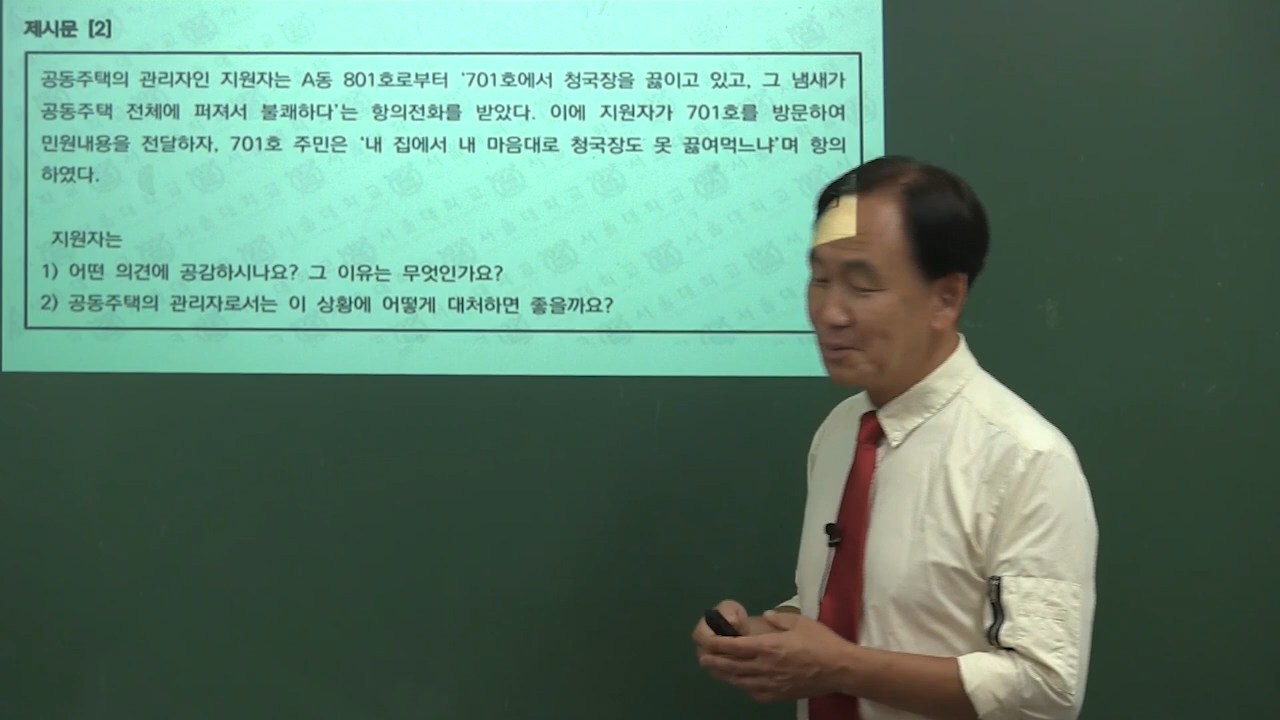 제시문 [2]
공동주택의 관리자인 지원자는 A동 801호로부터 '701호에서 청국장을 끓이고 있고, 그 냄새가
공동주택 전체에 퍼져서 불쾌하다'는 항의전화를 받았다. 이에 지원자가 701호를 방문하여
민원내용을 전달하자, 701호 주민은 '내 집에서 내 마음대로 청국장도 못 끓여먹느냐'며 항의
하였다.
지원자는
1) 어떤 의견에 공감하시나요? 그 이유는 무엇인가요?
2) 공동주택의 관리자로서는 이 상황에 어떻게 대처하면 좋을까요?